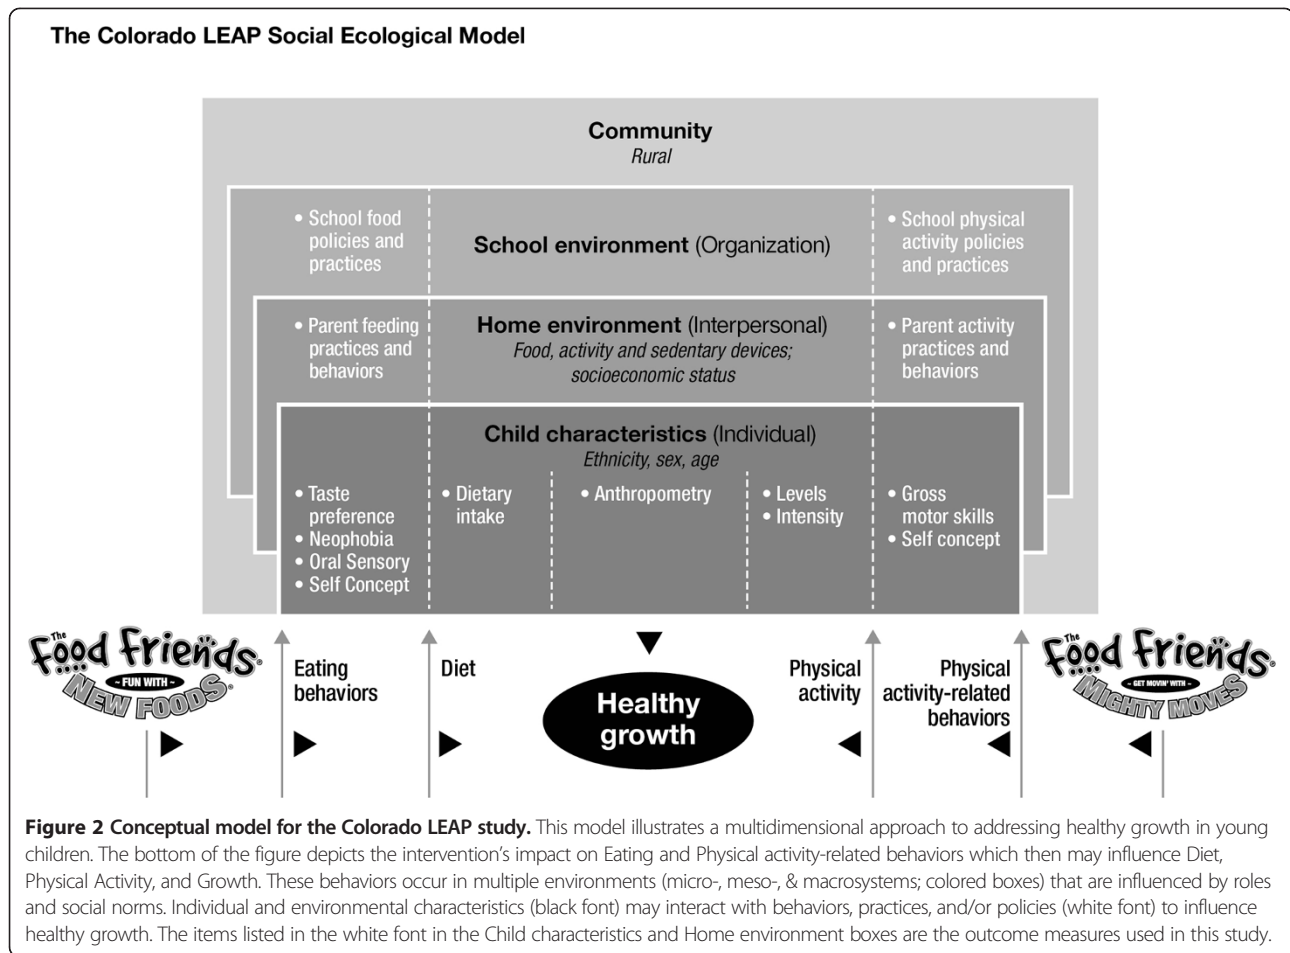 The Colorado LEAP Social Ecological Model
Community
Rural
• School food
policies and
practices
School environment (Organization)
• School physical
activity policies
and practices
• Parent feeding
practices and
behaviors
Home environment (Interpersonal)
Food, activity and sedentary devices;
socioeconomic status
• Parent activity
practices and
behaviors
Child characteristics (Individual)
Ethnicity, sex, age
• Taste
preference
• Neophobia
• Oral Sensory
• Self Concept
• Dietary
intake
• Anthropometry
• Levels
• Intensity
• Gross
motor skills
• Self concept
The
Food Friends®
~ FUN WITH ~
NEW FOODS®
Eating
behaviors
Diet
Healthy
growth
Physical
activity
Physical
activity-related
behaviors
The
Food Friends®
~ GET MOVIN' WITH ~
MIGHTY MOVES
Figure 2 Conceptual model for the Colorado LEAP study. This model illustrates a multidimensional approach to addressing healthy growth in young
children. The bottom of the figure depicts the intervention's impact on Eating and Physical activity-related behaviors which then may influence Diet,
Physical Activity, and Growth. These behaviors occur in multiple environments (micro-, meso-, & macrosystems; colored boxes) that are influenced by roles
and social norms. Individual and environmental characteristics (black font) may interact with behaviors, practices, and/or policies (white font) to influence
healthy growth. The items listed in the white font in the Child characteristics and Home environment boxes are the outcome measures used in this study.